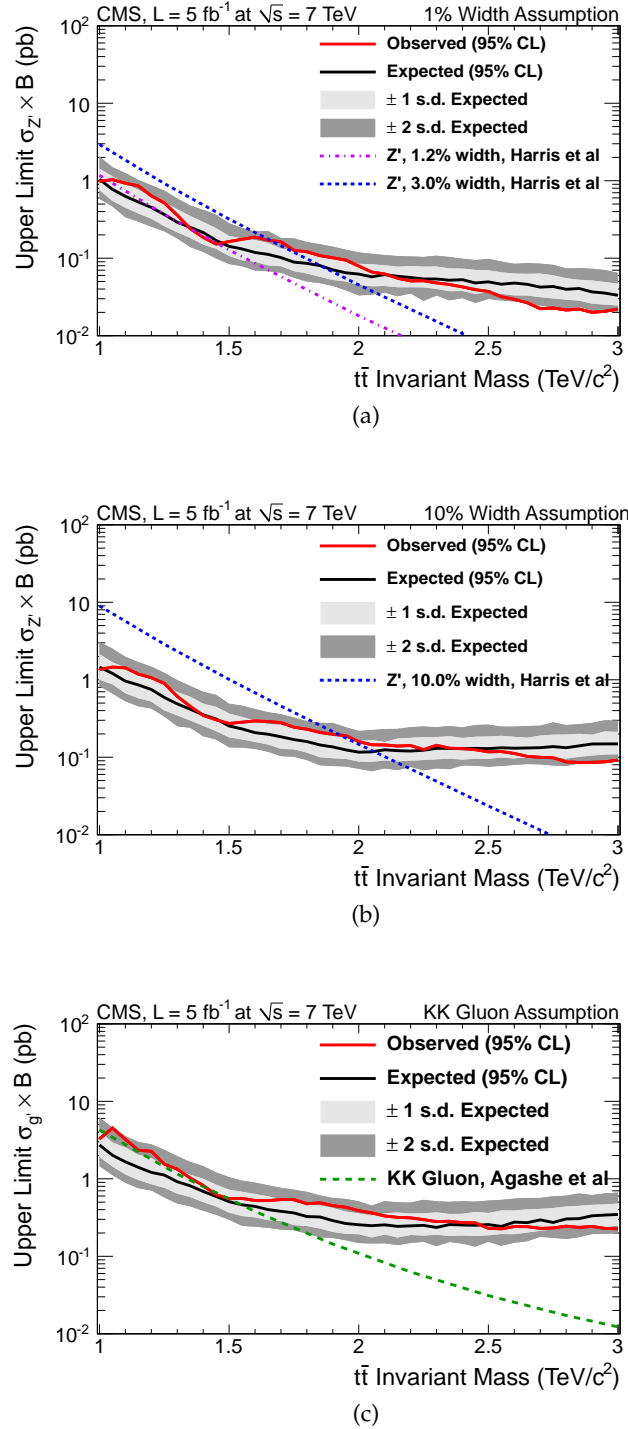 CMS, L = 5 fb⁻¹ at √s = 7 TeV 1% Width Assumption
Upper Limit σ_Z' × B (pb)
10²
10
1
10⁻¹
10⁻²
Observed (95% CL)
Expected (95% CL)
± 1 s.d. Expected
± 2 s.d. Expected
Z', 1.2% width, Harris et al
Z', 3.0% width, Harris et al
1 1.5 2 2.5 3
tt̄ Invariant Mass (TeV/c²)
(a)
CMS, L = 5 fb⁻¹ at √s = 7 TeV 10% Width Assumption
Upper Limit σ_Z' × B (pb)
10²
10
1
10⁻¹
10⁻²
Observed (95% CL)
Expected (95% CL)
± 1 s.d. Expected
± 2 s.d. Expected
Z', 10.0% width, Harris et al
1 1.5 2 2.5 3
tt̄ Invariant Mass (TeV/c²)
(b)
CMS, L = 5 fb⁻¹ at √s = 7 TeV KK Gluon Assumption
Upper Limit σ_g' × B (pb)
10²
10
1
10⁻¹
10⁻²
Observed (95% CL)
Expected (95% CL)
± 1 s.d. Expected
± 2 s.d. Expected
KK Gluon, Agashe et al
1 1.5 2 2.5 3
tt̄ Invariant Mass (TeV/c²)
(c)